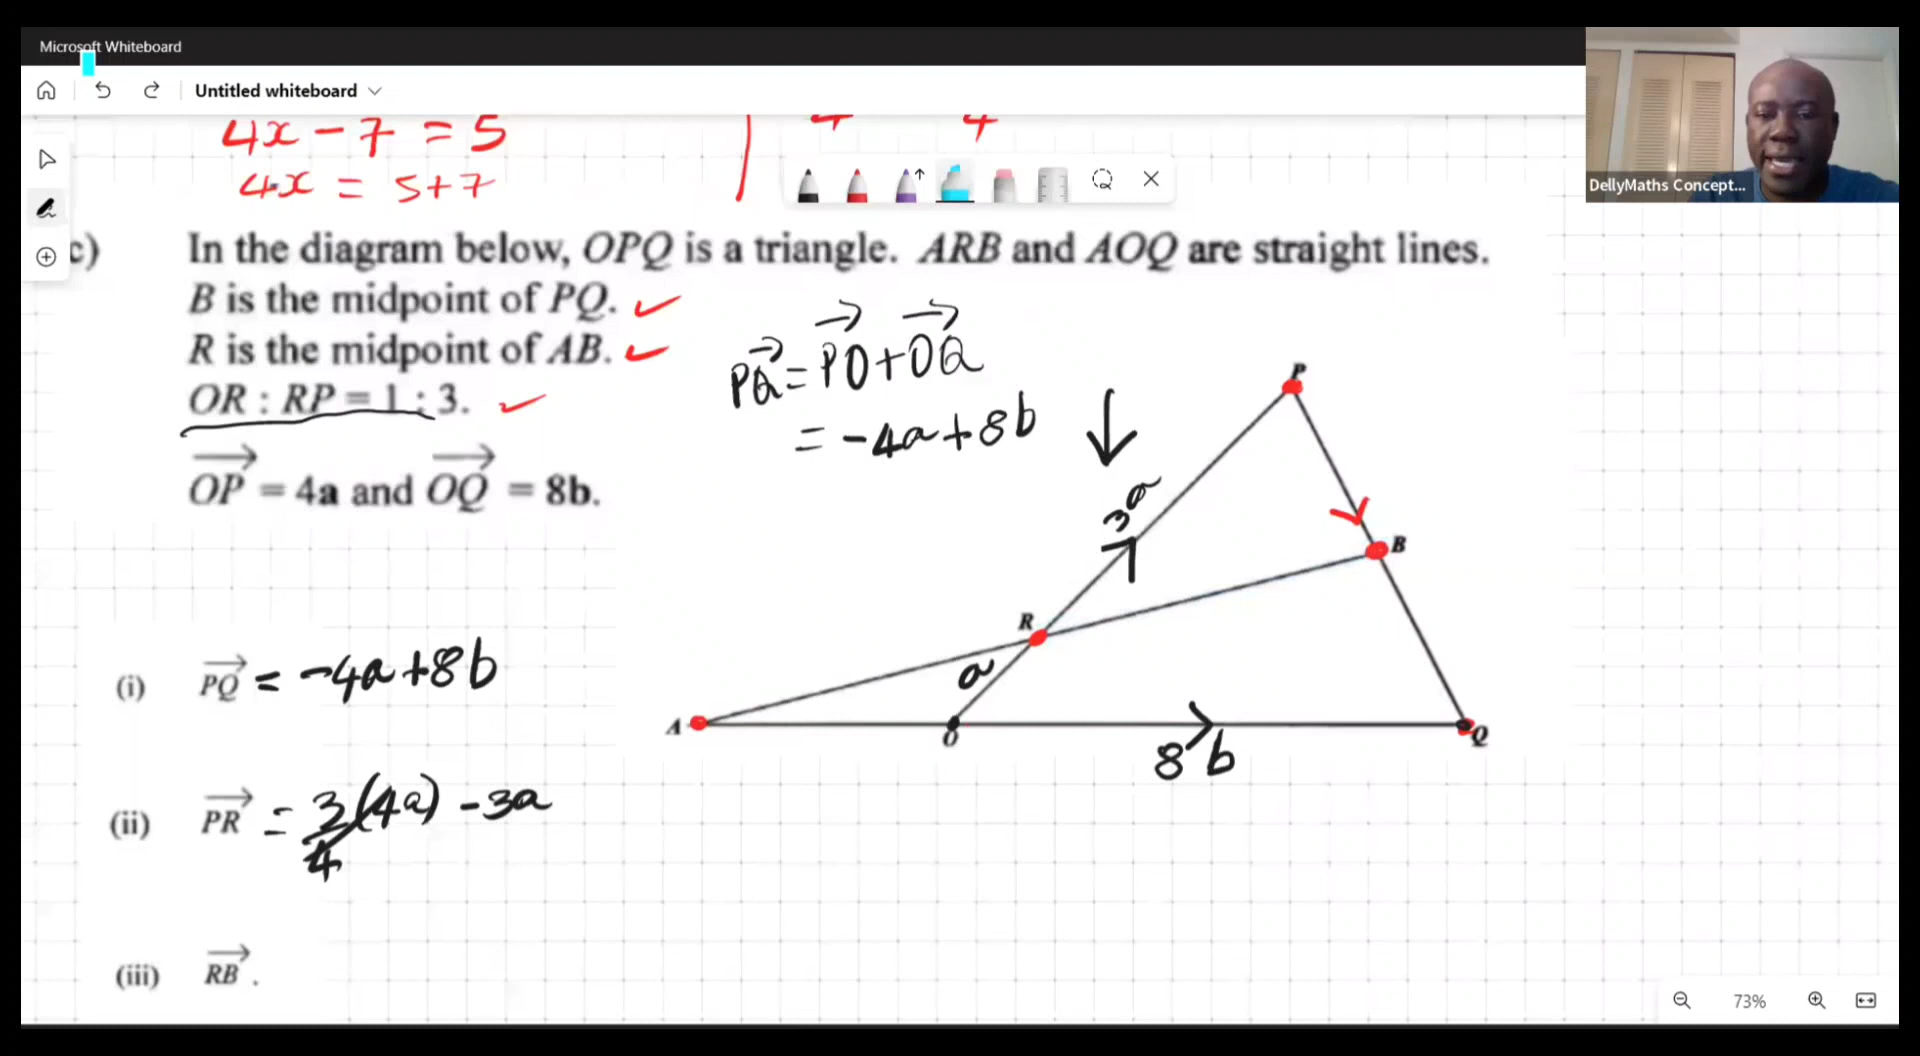 Microsoft Whiteboard
Untitled whiteboard
DellyMaths Concept...
4x - 7 = 5
4x = 5+7
4 4
c) In the diagram below, OPQ is a triangle. ARB and AOQ are straight lines.
B is the midpoint of PQ. ✓
R is the midpoint of AB. ✓
OR : RP = 1 : 3. ✓
OP = 4a and OQ = 8b.
PQ = PO + OQ
= -4a + 8b
P
3a
B
R
a
A
O
Q
8b
(i) PQ = -4a + 8b
(ii) PR = 3/4 (4a) - 3a
(iii) RB .
73%